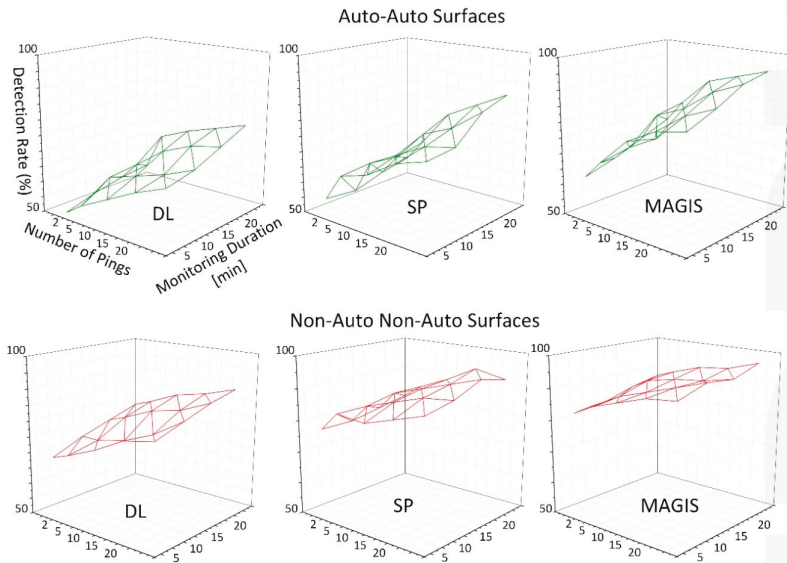 Auto-Auto Surfaces
100
100
100
Detection Rate (%)
50
50
50
2 5 10 15 20
5 10 15 20
DL
Number of Pings
Monitoring Duration
[min]
2 5 10 15 20
5 10 15 20
SP
2 5 10 15 20
5 10 15 20
MAGIS
Non-Auto Non-Auto Surfaces
100
100
100
50
50
50
2 5 10 15 20
5 10 15 20
DL
2 5 10 15 20
5 10 15 20
SP
2 5 10 15 20
5 10 15 20
MAGIS